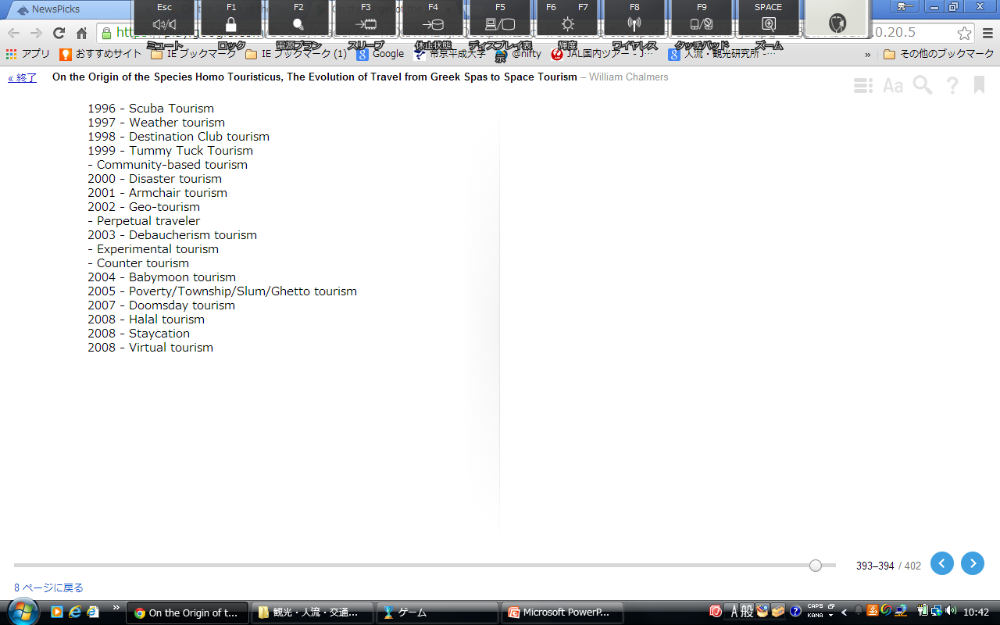 NewsPicks
Esc
F1
F2
F3
F4
F5
F6
F7
F8
F9
SPACE
ミュート
ロック
電源プラン
スリープ
休止状態
ディスプレイ表示
輝度
ワイヤレス
タッチパッド
ズーム
0.20.5
アプリ
おすすめサイト
IE ブックマーク
IE ブックマーク (1)
Google
帝京平成大学
@nifty
JAL国内ツアー - J…
人流・観光研究所 -…
»
その他のブックマーク
« 終了
On the Origin of the Species Homo Touristicus, The Evolution of Travel from Greek Spas to Space Tourism – William Chalmers
Aa
1996 - Scuba Tourism
1997 - Weather tourism
1998 - Destination Club tourism
1999 - Tummy Tuck Tourism
- Community-based tourism
2000 - Disaster tourism
2001 - Armchair tourism
2002 - Geo-tourism
- Perpetual traveler
2003 - Debaucherism tourism
- Experimental tourism
- Counter tourism
2004 - Babymoon tourism
2005 - Poverty/Township/Slum/Ghetto tourism
2007 - Doomsday tourism
2008 - Halal tourism
2008 - Staycation
2008 - Virtual tourism
393–394 / 402
8 ページに戻る
On the Origin of t...
観光・人流・交通...
ゲーム
Microsoft PowerP...
A 般
CAPS
KANA
10:42